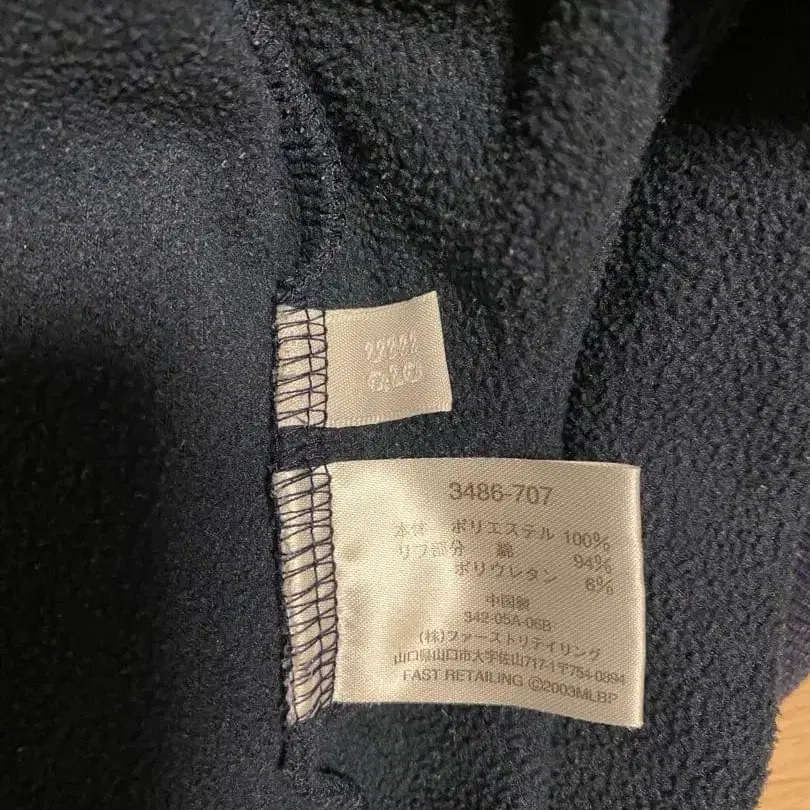 3486-707
本体 ポリエステル 100%
リブ部分 綿 94%
ポリウレタン 6%
中国製
342-05A-06B
(株)ファーストリテイリング
山口県山口市大字佐山717-1〒754-0894
FAST RETAILING ©2003MLBP